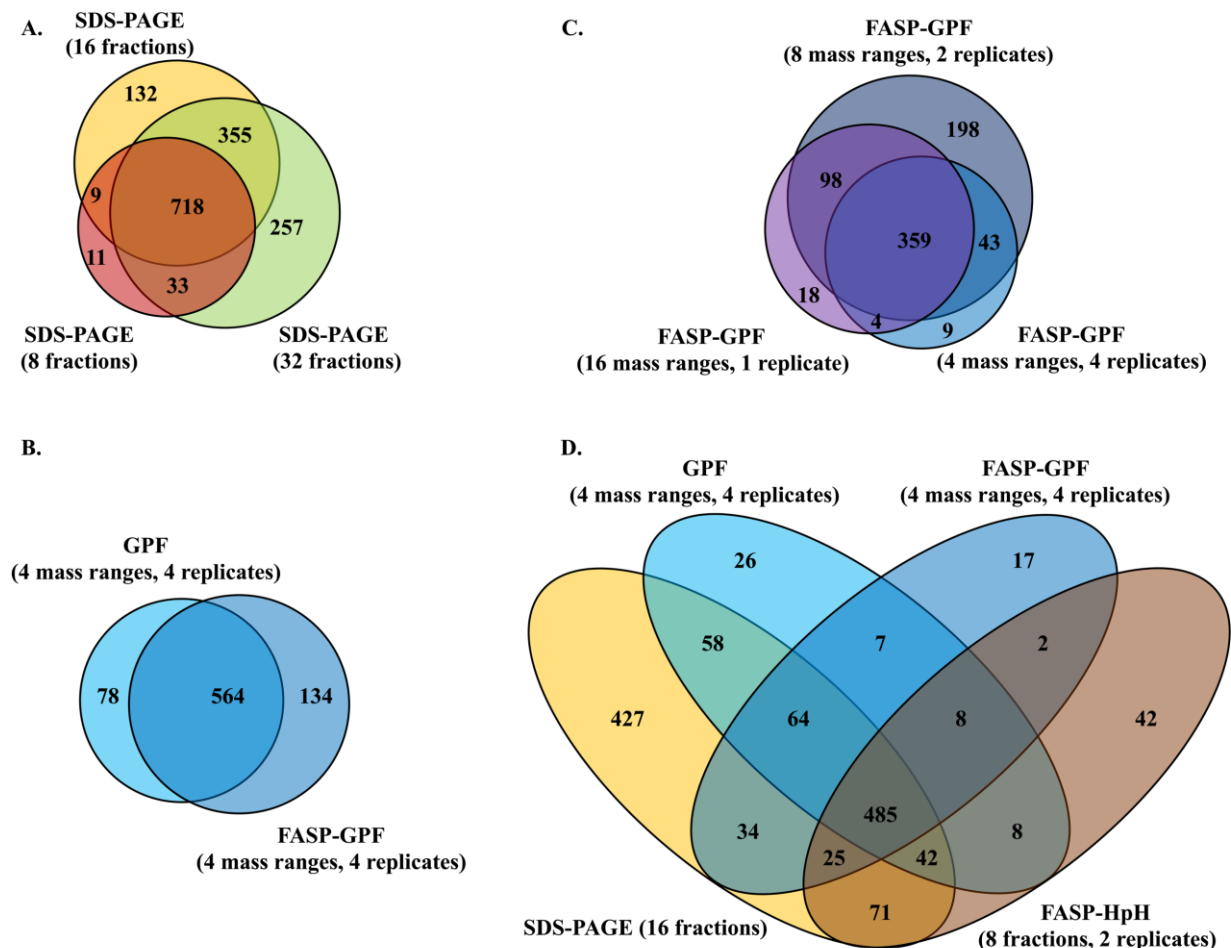 A.
SDS-PAGE
(16 fractions)
132
355
9
718
257
11
33
SDS-PAGE
(8 fractions)
SDS-PAGE
(32 fractions)
C.
FASP-GPF
(8 mass ranges, 2 replicates)
198
98
359
43
18
4
9
FASP-GPF
(16 mass ranges, 1 replicate)
FASP-GPF
(4 mass ranges, 4 replicates)
B.
GPF
(4 mass ranges, 4 replicates)
78
564
134
FASP-GPF
(4 mass ranges, 4 replicates)
D.
GPF
(4 mass ranges, 4 replicates)
FASP-GPF
(4 mass ranges, 4 replicates)
26
17
58
7
2
427
64
8
42
485
34
8
25
42
71
SDS-PAGE (16 fractions)
FASP-HpH
(8 fractions, 2 replicates)